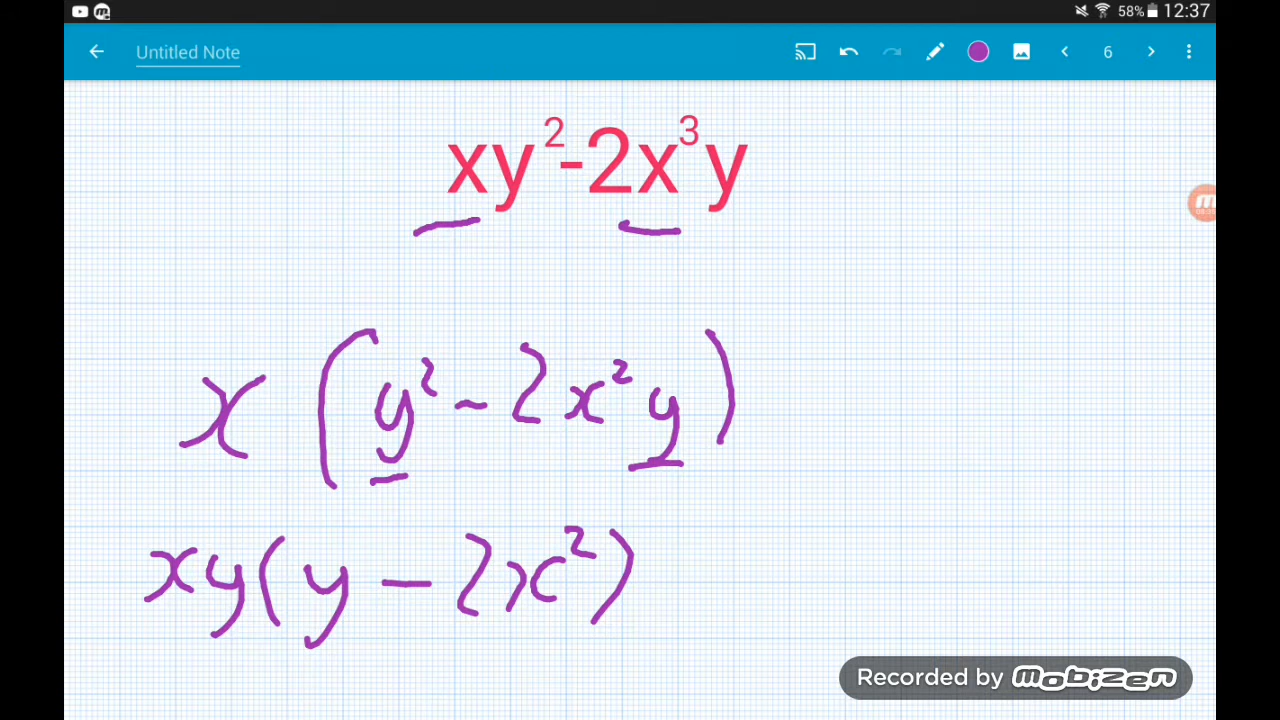 58% 12:37
Untitled Note 6
xy²-2x³y
x (y² - 2x²y)
xy(y - 2x²)
Recorded by mobizen